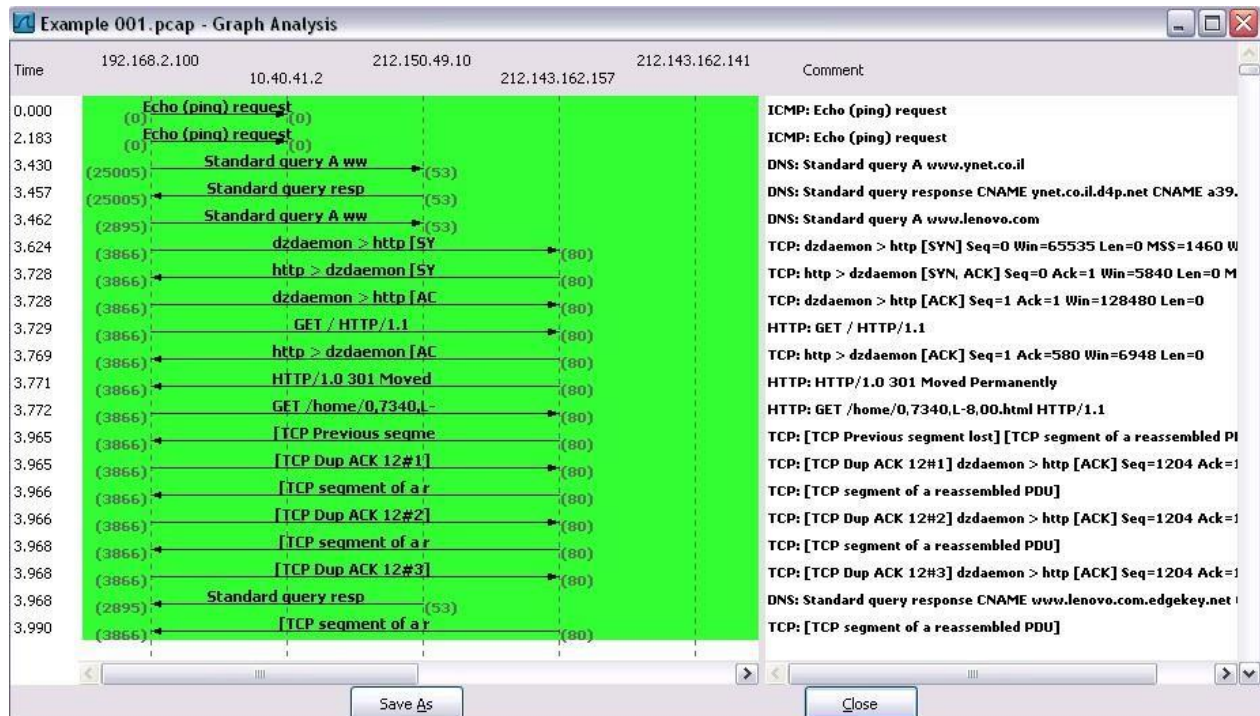 Example 001.pcap - Graph Analysis
Time 192.168.2.100 10.40.41.2 212.150.49.10 212.143.162.157 212.143.162.141 Comment
0.000 Echo (ping) request (0) (0) ICMP: Echo (ping) request
2.183 Echo (ping) request (0) (0) ICMP: Echo (ping) request
3.430 Standard query A ww (25005) (53) DNS: Standard query A www.ynet.co.il
3.457 Standard query resp (25005) (53) DNS: Standard query response CNAME ynet.co.il.d4p.net CNAME a39.
3.462 Standard query A ww (2895) (53) DNS: Standard query A www.lenovo.com
3.624 dzdaemon > http [SY (3866) (80) TCP: dzdaemon > http [SYN] Seq=0 Win=65535 Len=0 MSS=1460 W
3.728 http > dzdaemon [SY (3866) (80) TCP: http > dzdaemon [SYN, ACK] Seq=0 Ack=1 Win=5840 Len=0 M
3.728 dzdaemon > http [AC (3866) (80) TCP: dzdaemon > http [ACK] Seq=1 Ack=1 Win=128480 Len=0
3.729 GET / HTTP/1.1 (3866) (80) HTTP: GET / HTTP/1.1
3.769 http > dzdaemon [AC (3866) (80) TCP: http > dzdaemon [ACK] Seq=1 Ack=580 Win=6948 Len=0
3.771 HTTP/1.0 301 Moved (3866) (80) HTTP: HTTP/1.0 301 Moved Permanently
3.772 GET /home/0,7340,L- (3866) (80) HTTP: GET /home/0,7340,L-8,00.html HTTP/1.1
3.965 [TCP Previous segme (3866) (80) TCP: [TCP Previous segment lost] [TCP segment of a reassembled PD
3.965 [TCP Dup ACK 12#1] (3866) (80) TCP: [TCP Dup ACK 12#1] dzdaemon > http [ACK] Seq=1204 Ack=1
3.966 [TCP segment of a r (3866) (80) TCP: [TCP segment of a reassembled PDU]
3.966 [TCP Dup ACK 12#2] (3866) (80) TCP: [TCP Dup ACK 12#2] dzdaemon > http [ACK] Seq=1204 Ack=1
3.968 [TCP segment of a r (3866) (80) TCP: [TCP segment of a reassembled PDU]
3.968 [TCP Dup ACK 12#3] (3866) (80) TCP: [TCP Dup ACK 12#3] dzdaemon > http [ACK] Seq=1204 Ack=1
3.968 Standard query resp (2895) (53) DNS: Standard query response CNAME www.lenovo.com.edgekey.net
3.990 [TCP segment of a r (3866) (80) TCP: [TCP segment of a reassembled PDU]
Save As Close